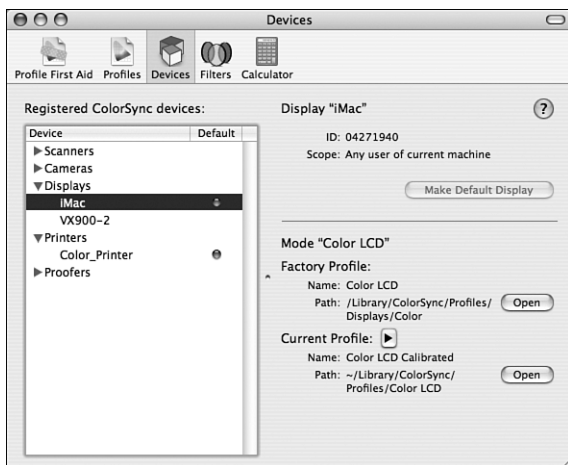 Devices
Profile First Aid Profiles Devices Filters Calculator
Registered ColorSync devices:
Device Default
Scanners
Cameras
Displays
iMac
VX900-2
Printers
Color_Printer
Proofers
Display “iMac”
?
ID: 04271940
Scope: Any user of current machine
Make Default Display
Mode “Color LCD”
Factory Profile:
Name: Color LCD
Path: /Library/ColorSync/Profiles/
Displays/Color
Open
Current Profile:
Name: Color LCD Calibrated
Path: ~/Library/ColorSync/
Profiles/Color LCD
Open